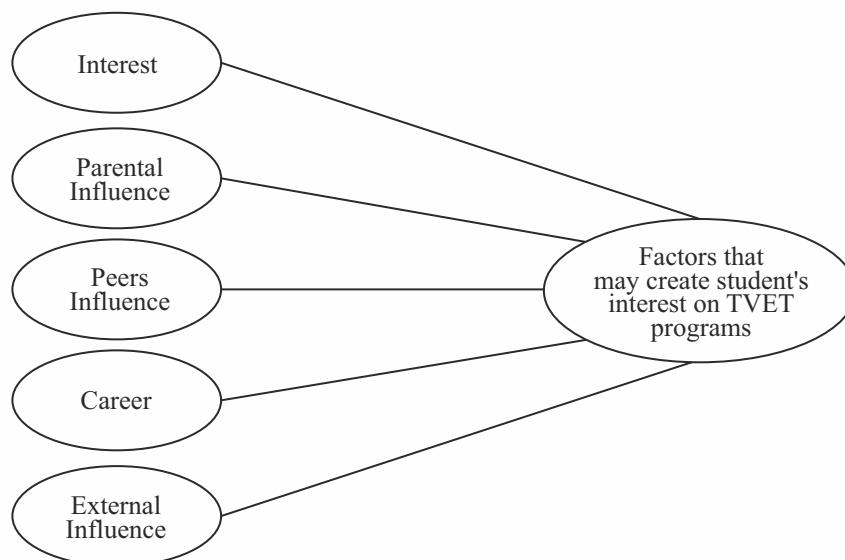 Interest
Parental
Influence
Peers
Influence
Career
External
Influence
Factors that
may create student's
interest on TVET
programs